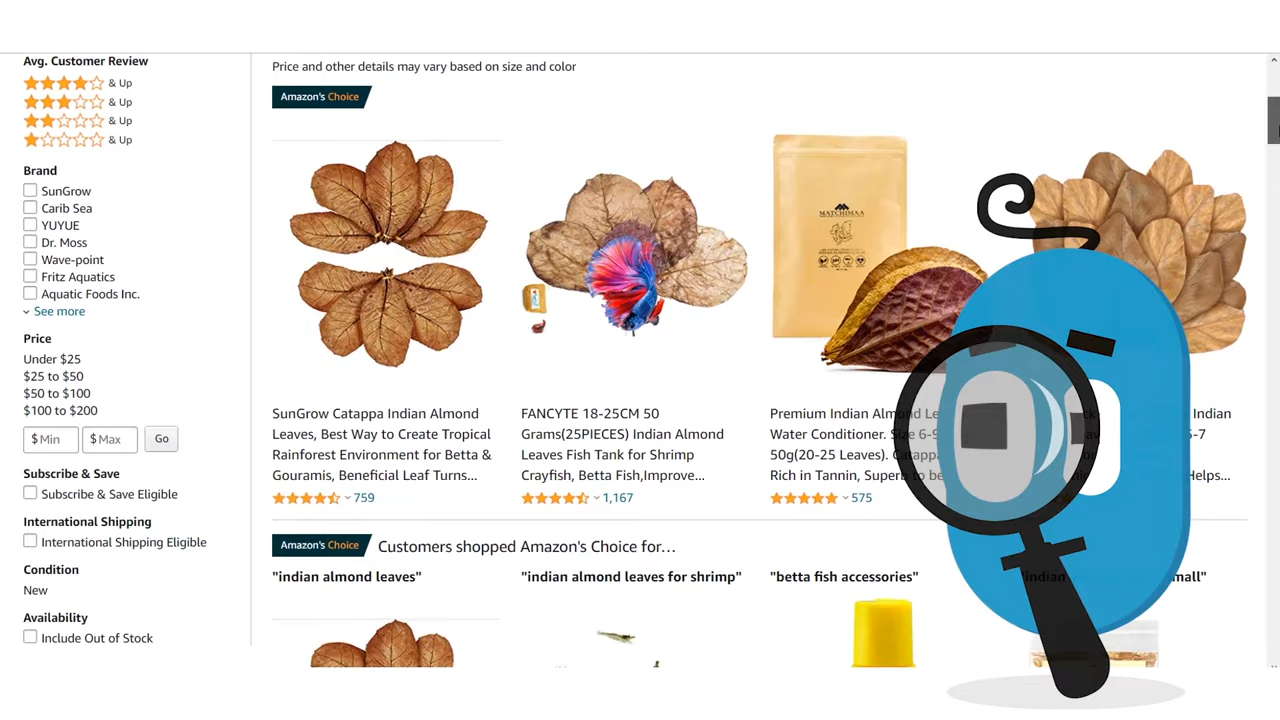 Avg. Customer Review
& Up
& Up
& Up
& Up
Brand
SunGrow
Carib Sea
YUYUE
Dr. Moss
Wave-point
Fritz Aquatics
Aquatic Foods Inc.
See more
Price
Under $25
$25 to $50
$50 to $100
$100 to $200
$ Min $ Max Go
Subscribe & Save
Subscribe & Save Eligible
International Shipping
International Shipping Eligible
Condition
New
Availability
Include Out of Stock
Price and other details may vary based on size and color
Amazon's Choice
MATCHIMAA
SunGrow Catappa Indian Almond
Leaves, Best Way to Create Tropical
Rainforest Environment for Betta &
Gouramis, Beneficial Leaf Turns...
759
FANCYTE 18-25CM 50
Grams(25PIECES) Indian Almond
Leaves Fish Tank for Shrimp
Crayfish, Betta Fish,Improve...
1,167
Premium Indian Almond
Water Conditioner. Size
50g(20-25 Leaves).
Rich in Tannin,
575
Indian
Helps...
Amazon's Choice Customers shopped Amazon's Choice for...
"indian almond leaves"
"indian almond leaves for shrimp"
"betta fish accessories"